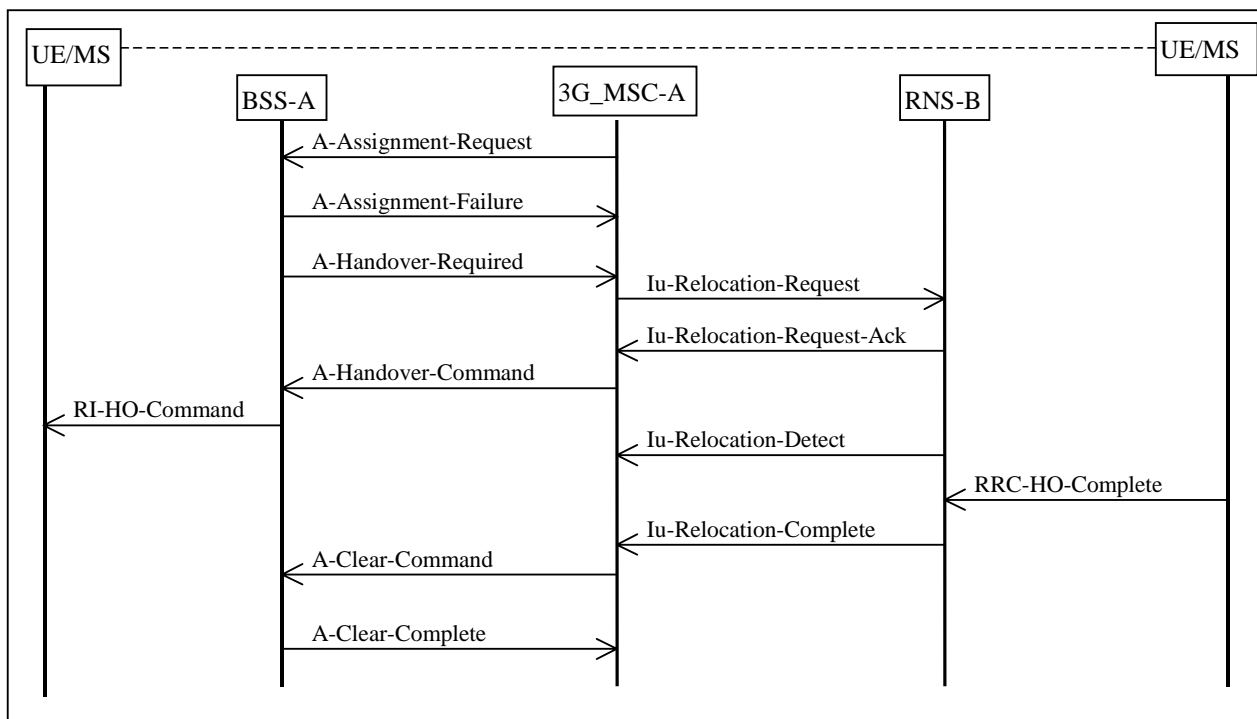 UE/MS
UE/MS
BSS-A
3G_MSC-A
RNS-B
A-Assignment-Request
A-Assignment-Failure
A-Handover-Required
Iu-Relocation-Request
Iu-Relocation-Request-Ack
A-Handover-Command
RI-HO-Command
Iu-Relocation-Detect
RRC-HO-Complete
Iu-Relocation-Complete
A-Clear-Command
A-Clear-Complete